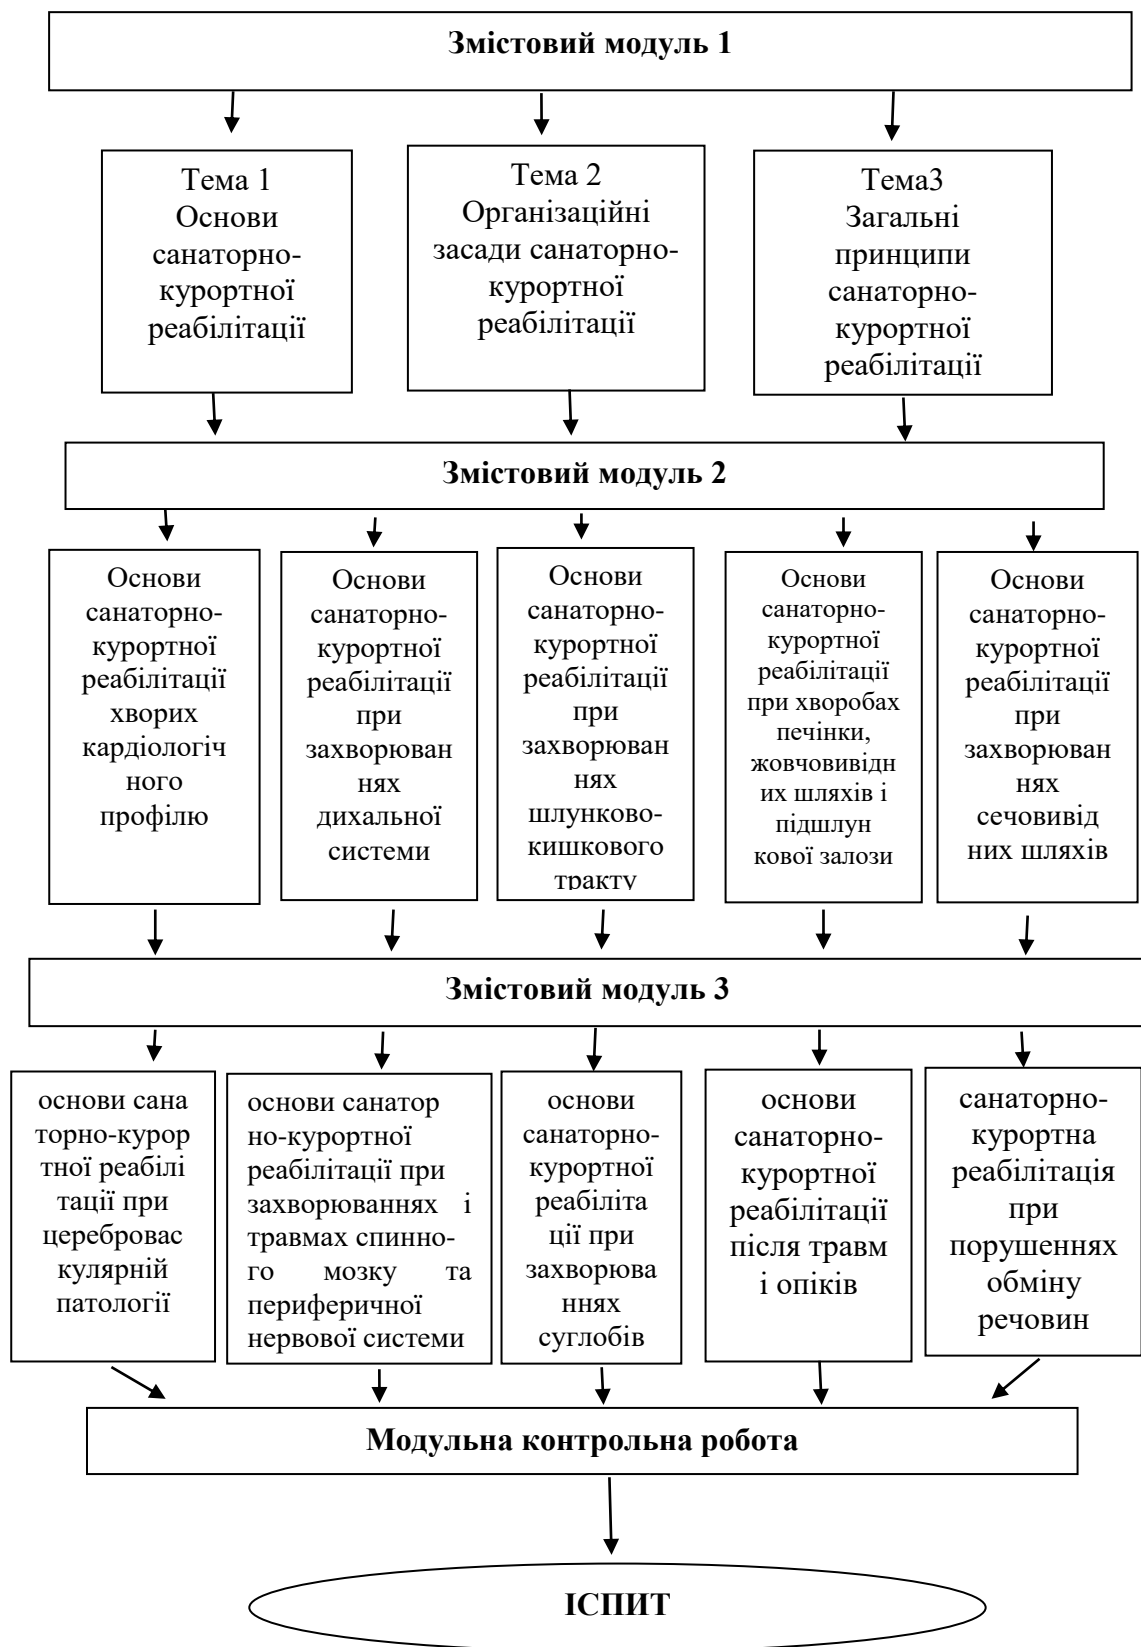 Змістовий модуль 1
Тема 1
Основи
санаторно-
курортної
реабілітації
Тема 2
Організаційні
засади санаторно-
курортної
реабілітації
Тема3
Загальні
принципи
санаторно-
курортної
реабілітації
Змістовий модуль 2
Основи
санаторно-
курортної
реабілітації
хворих
кардіологіч
ного
профілю
Основи
санаторно-
курортної
реабілітації
при
захворюван
нях
дихальної
системи
Основи
санаторно-
курортної
реабілітації
при
захворюван
нях
шлунково-
кишкового
тракту
Основи
санаторно-
курортної
реабілітації
при хворобах
печінки,
жовчовивідн
их шляхів і
підшлун
кової залози
Основи
санаторно-
курортної
реабілітації
при
захворюван
нях
сечовивід
них шляхів
Змістовий модуль 3
основи сана
торно-курор
тної реабілі
тації при
церебровас
кулярній
патології
основи санатор
но-курортної
реабілітації при
захворюваннях і
травмах спинно-
го мозку та
периферичної
нервової системи
основи
санаторно-
курортної
реабіліта
ції при
захворюва
ннях
суглобів
основи
санаторно-
курортної
реабілітації
після травм
і опіків
санаторно-
курортна
реабілітація
при
порушеннях
обміну
речовин
Модульна контрольна робота
ІСПИТ